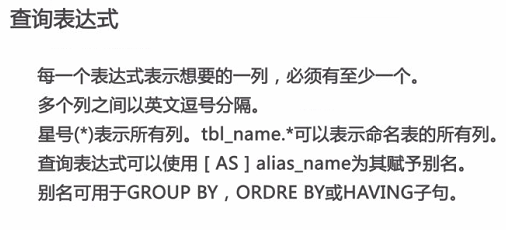 查询表达式
每一个表达式表示想要的一列，必须有至少一个。
多个列之间以英文逗号分隔。
星号(*)表示所有列。tbl_name.*可以表示命名表的所有列。
查询表达式可以使用 [ AS ] alias_name为其赋予别名。
别名可用于GROUP BY，ORDRE BY或HAVING子句。